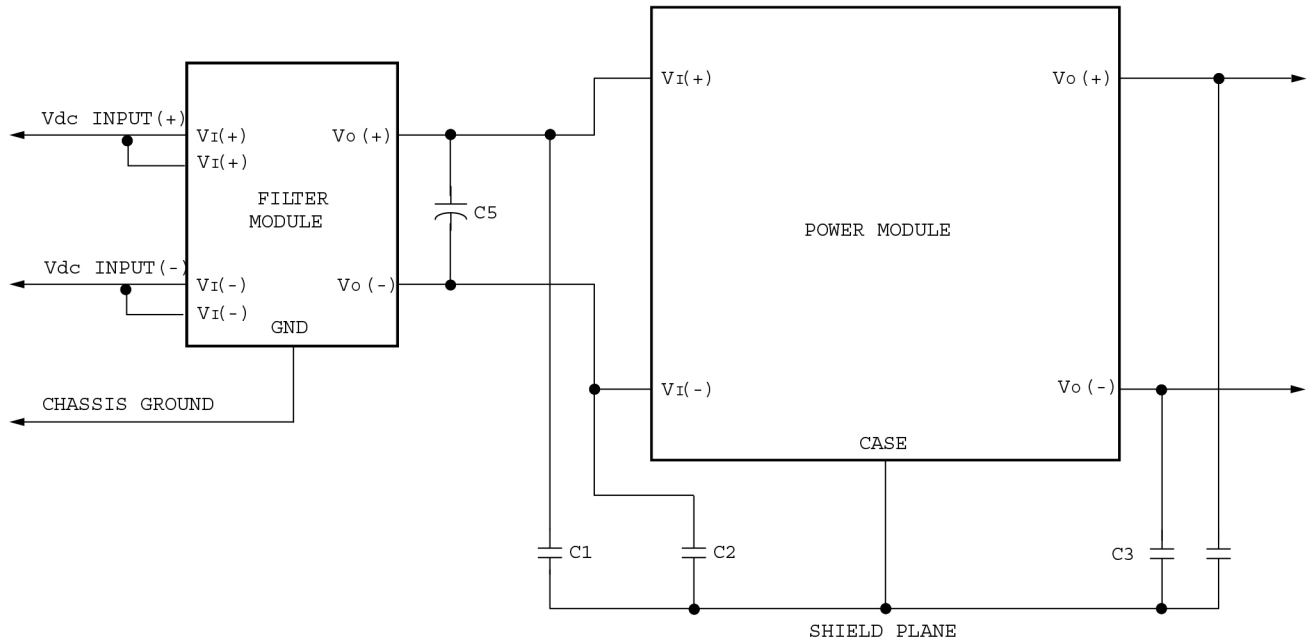 Vdc INPUT(+)
VI(+)
VI(+)
VO(+)
FILTER
MODULE
C5
Vdc INPUT(-)
VI(-)
VI(-)
VO(-)
GND
CHASSIS GROUND
VI(+)
VO(+)
POWER MODULE
VI(-)
VO(-)
CASE
C1
C2
C3
SHIELD PLANE